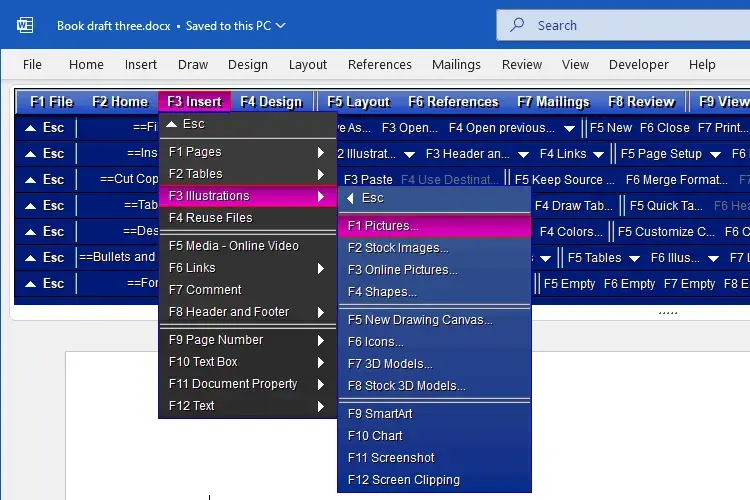 Book draft three.docx • Saved to this PC
Search
File Home Insert Draw Design Layout References Mailings Review View Developer Help
F1 File F2 Home F3 Insert F4 Design F5 Layout F6 References F7 Mailings F8 Review F9 View
Esc ==Fi ve As... F3 Open... F4 Open previous... F5 New F6 Close F7 Print...
Esc ==Ins 2 Illustrat... F3 Header an... F4 Links F5 Page Setup F6
Esc ==Cut Cop F3 Paste F4 Use Destinat... F5 Keep Source ... F6 Merge Format... F7
Esc ==Tab F4 Draw Tab... F5 Quick Ta... F6 Hea
Esc ==Des F4 Colors... F5 Customize C... F6 C
Esc ==Bullets and F5 Tables F6 Illus... F7 L
Esc ==For F5 Empty F6 Empty F7 Empty F8 E
Esc
F1 Pages
F2 Tables
F3 Illustrations
F4 Reuse Files
F5 Media - Online Video
F6 Links
F7 Comment
F8 Header and Footer
F9 Page Number
F10 Text Box
F11 Document Property
F12 Text
Esc
F1 Pictures...
F2 Stock Images...
F3 Online Pictures...
F4 Shapes...
F5 New Drawing Canvas...
F6 Icons...
F7 3D Models...
F8 Stock 3D Models...
F9 SmartArt
F10 Chart
F11 Screenshot
F12 Screen Clipping